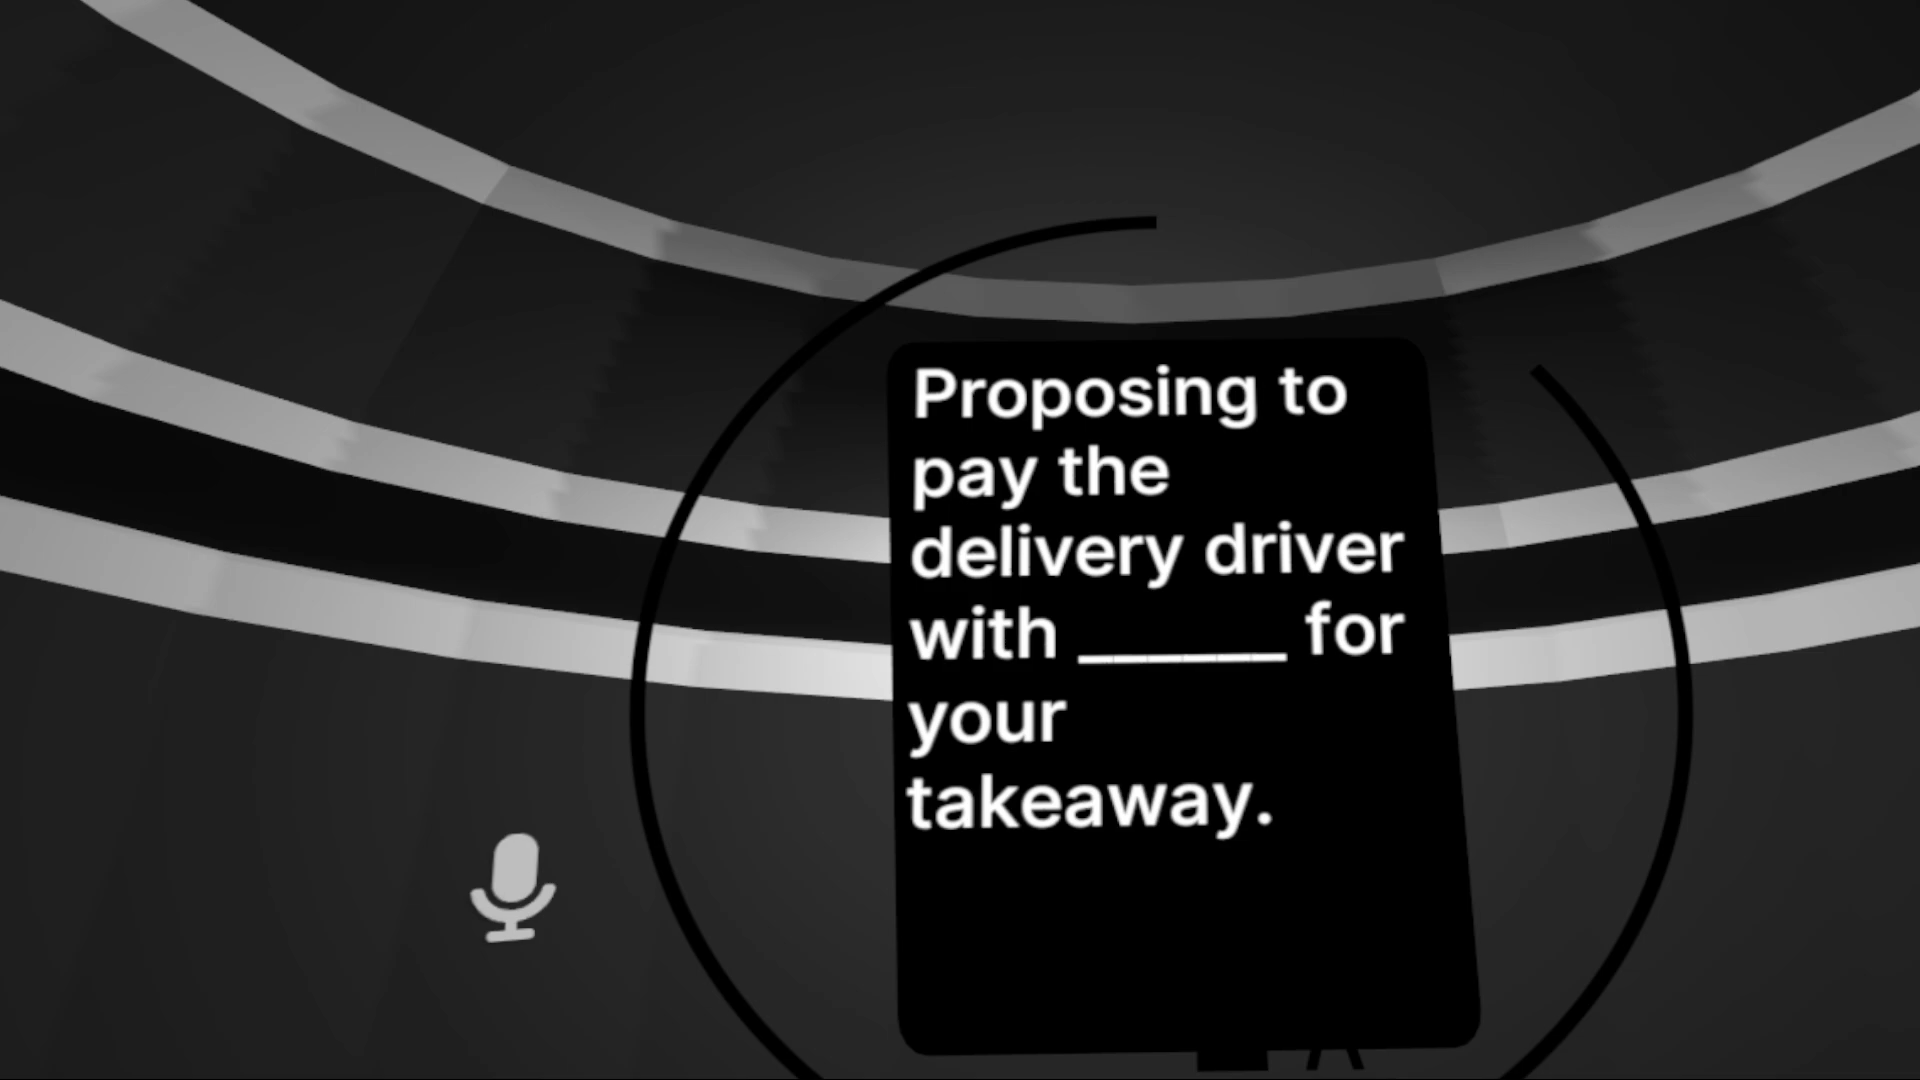 Proposing to
pay the
delivery driver
with ______ for
your
takeaway.